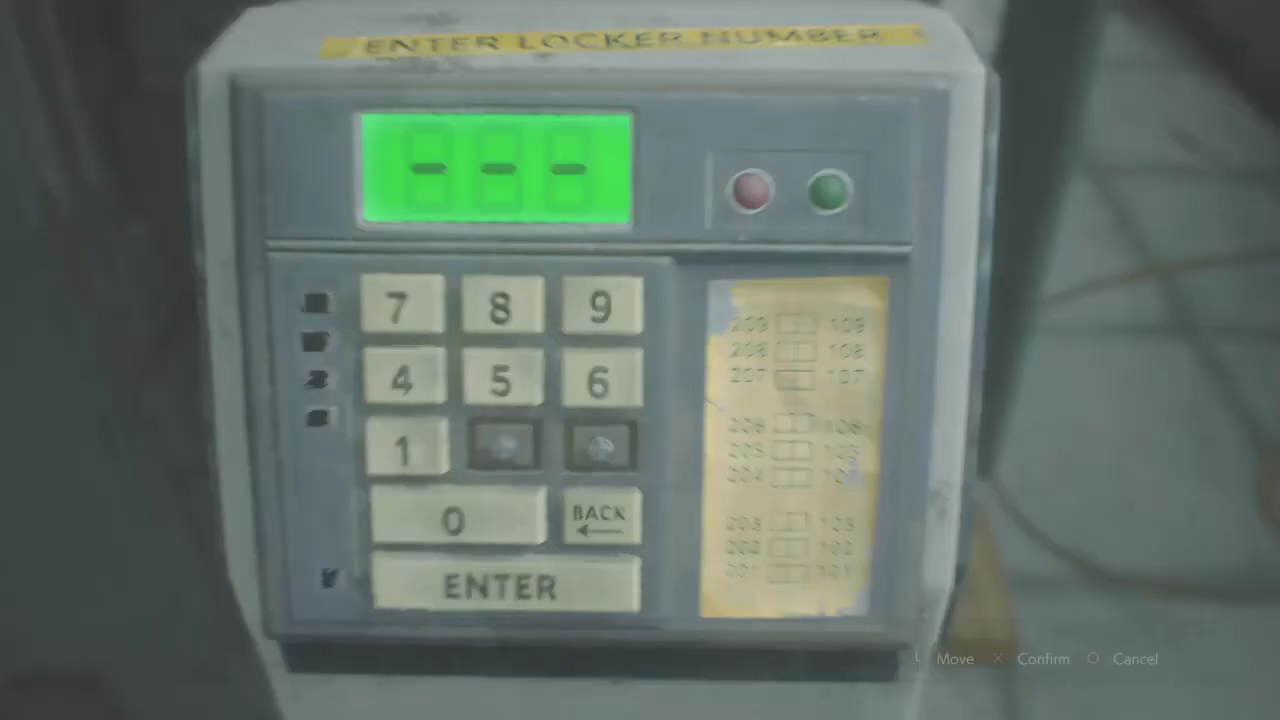 ENTER LOCKER NUMBER
- - -
7 8 9
4 5 6
1
0 BACK
ENTER
209 109
208 108
207 107
206 106
205
204
203 103
202 102
201 101
Move Confirm Cancel